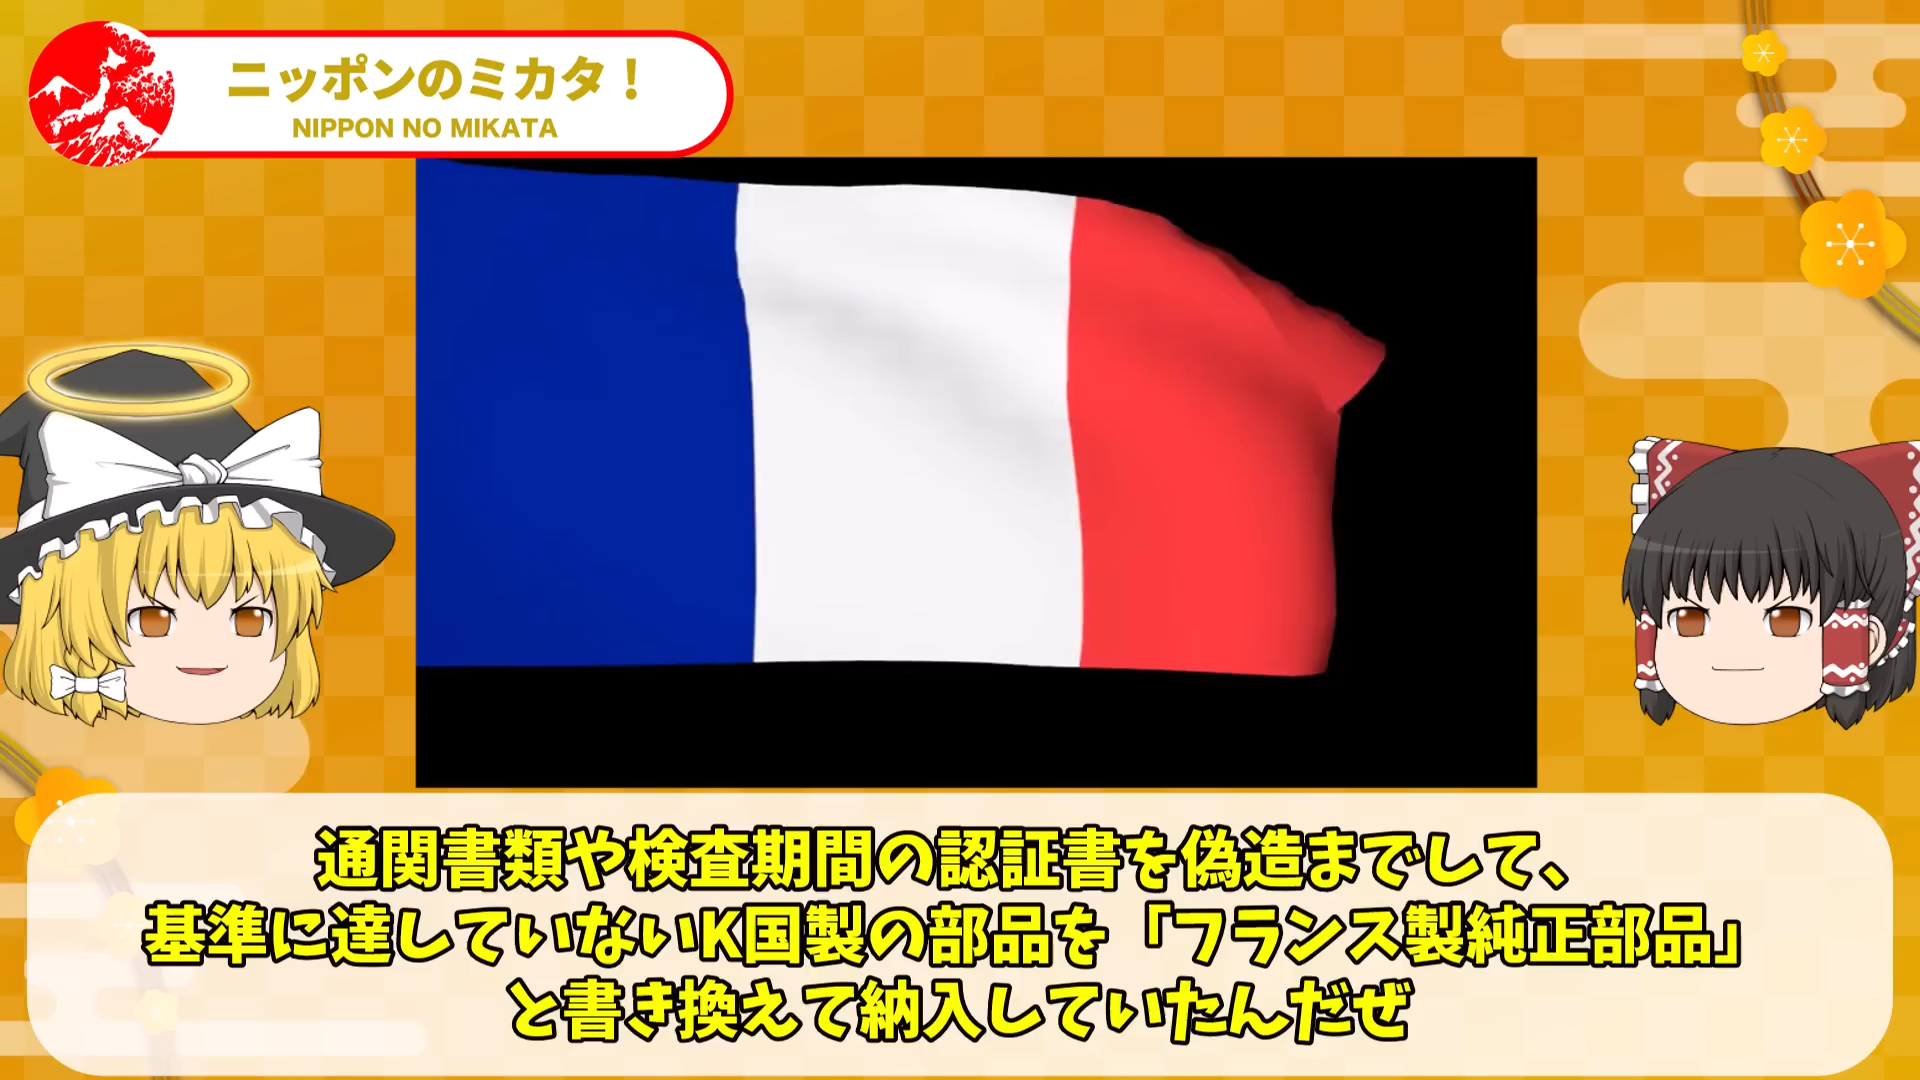 ニッポンのミカタ！
NIPPON NO MIKATA
通関書類や検査期間の認証書を偽造までして、
基準に達していないK国製の部品を「フランス製純正部品」
と書き換えて納入していたんだぜ